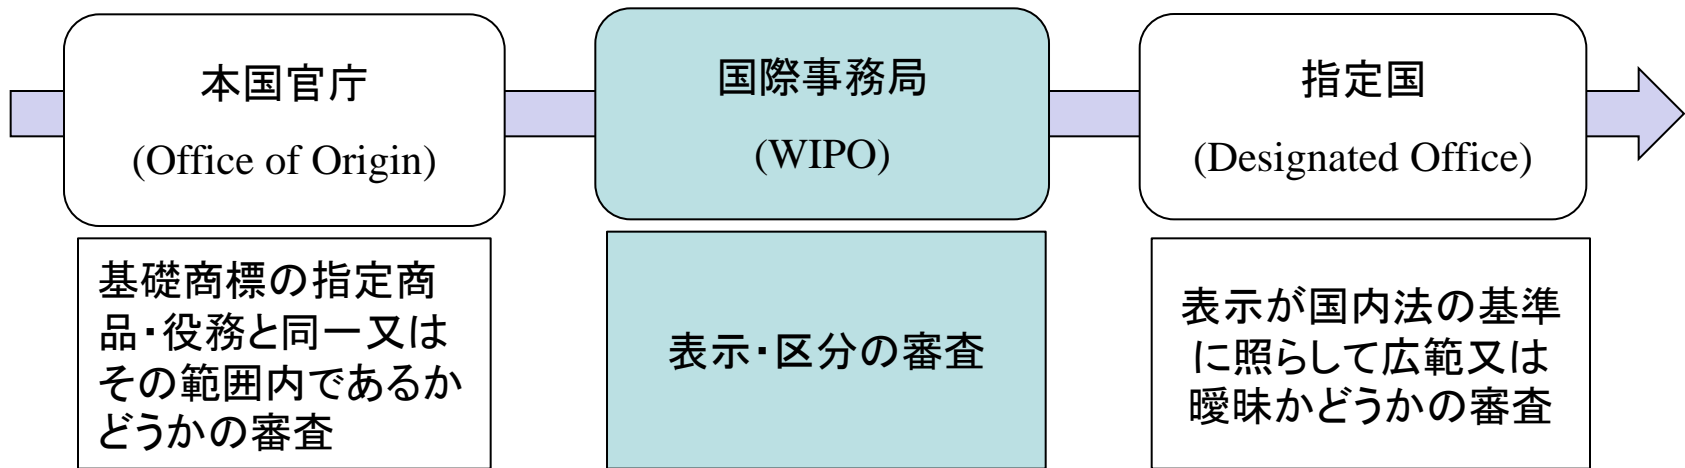 本国官庁
(Office of Origin)
国際事務局
(WIPO)
指定国
(Designated Office)
基礎商標の指定商
品・役務と同一又は
その範囲内であるか
どうかの審査
表示・区分の審査
表示が国内法の基準
に照らして広範又は
曖昧かどうかの審査